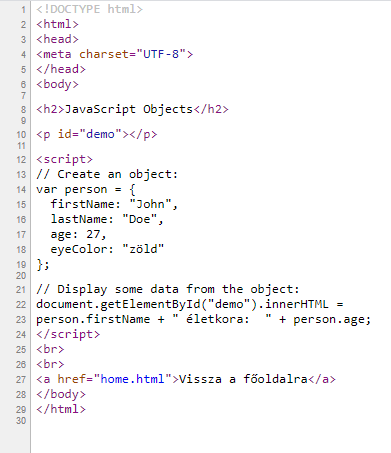 1 <!DOCTYPE html>
2 <html>
3 <head>
4 <meta charset="UTF-8">
5 </head>
6 <body>
7
8 <h2>JavaScript Objects</h2>
9
10 <p id="demo"></p>
11
12 <script>
13 // Create an object:
14 var person = {
15   firstName: "John",
16   lastName: "Doe",
17   age: 27,
18   eyeColor: "zöld"
19 };
20
21 // Display some data from the object:
22 document.getElementById("demo").innerHTML =
23 person.firstName + " életkora:  " + person.age;
24 </script>
25 <br>
26 <br>
27 <a href="home.html">Vissza a főoldalra</a>
28 </body>
29 </html>
30